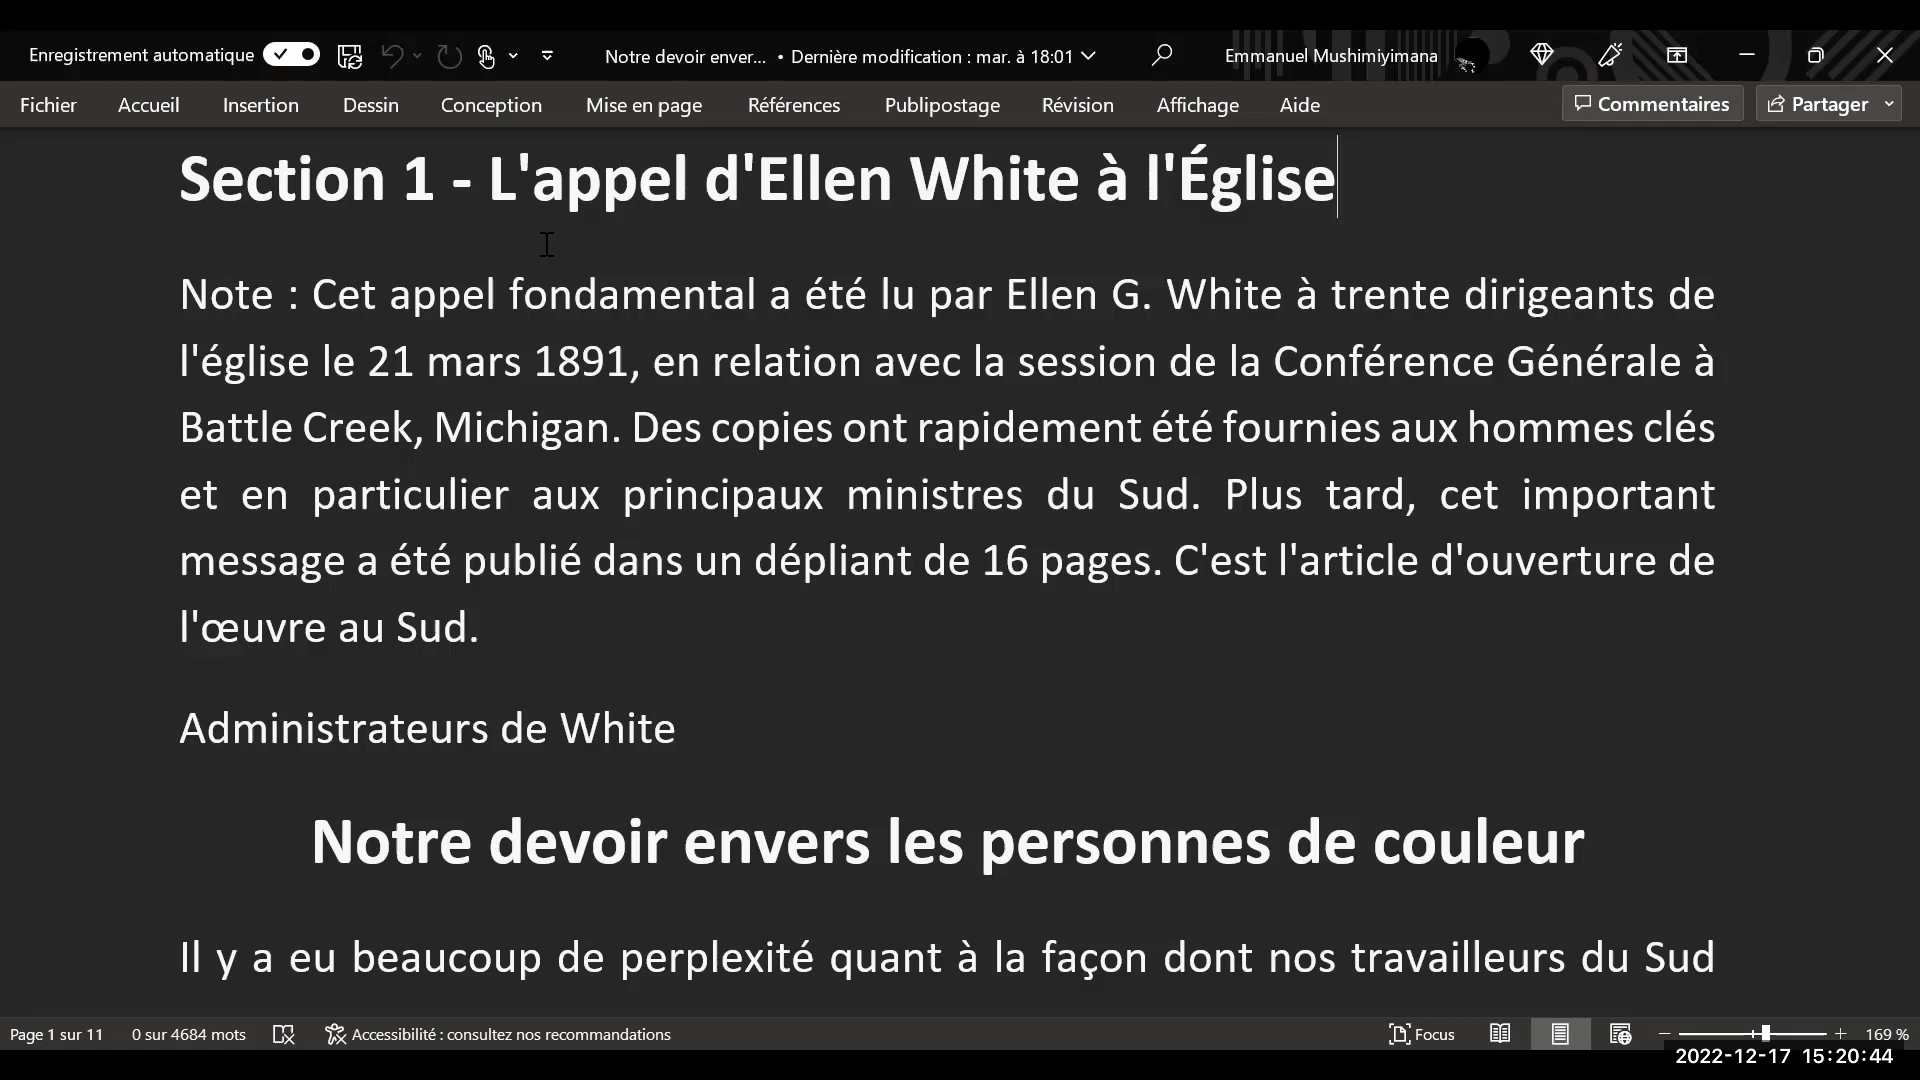 Enregistrement automatique
Notre devoir enver... • Dernière modification : mar. à 18:01
Emmanuel Mushimiyimana
Fichier Accueil Insertion Dessin Conception Mise en page Références Publipostage Révision Affichage Aide Commentaires Partager
Section 1 - L'appel d'Ellen White à l'Église
Note : Cet appel fondamental a été lu par Ellen G. White à trente dirigeants de
l'église le 21 mars 1891, en relation avec la session de la Conférence Générale à
Battle Creek, Michigan. Des copies ont rapidement été fournies aux hommes clés
et en particulier aux principaux ministres du Sud. Plus tard, cet important
message a été publié dans un dépliant de 16 pages. C'est l'article d'ouverture de
l'œuvre au Sud.
Administrateurs de White
Notre devoir envers les personnes de couleur
Il y a eu beaucoup de perplexité quant à la façon dont nos travailleurs du Sud
Page 1 sur 11 0 sur 4684 mots Accessibilité : consultez nos recommandations Focus 169 %
2022-12-17 15:20:44